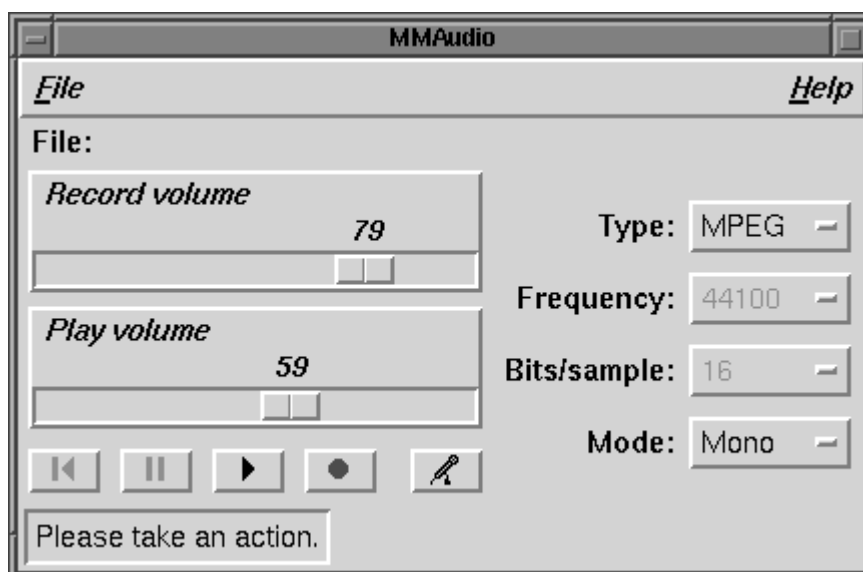 MMAudio
File Help
File:
Record volume
79
Play volume
59
Type: MPEG
Frequency: 44100
Bits/sample: 16
Mode: Mono
Please take an action.